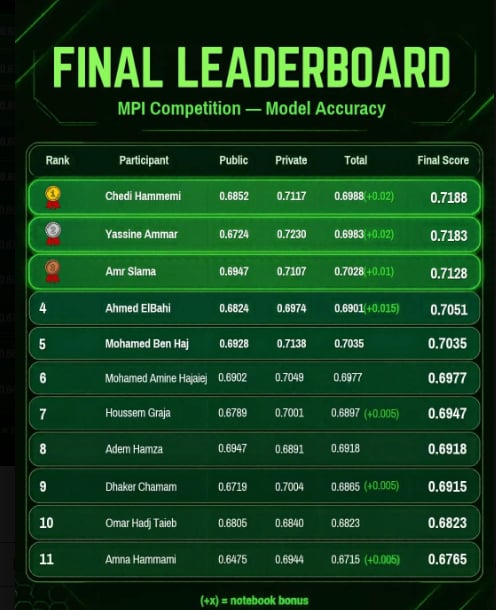 FINAL LEADERBOARD
MPI Competition — Model Accuracy
Rank Participant Public Private Total Final Score
1 Chedi Hammemi 0.6852 0.7117 0.6988(+0.02) 0.7188
2 Yassine Ammar 0.6724 0.7230 0.6983(+0.02) 0.7183
3 Amr Slama 0.6947 0.7107 0.7028(+0.01) 0.7128
4 Ahmed ElBahi 0.6824 0.6974 0.6901(+0.015) 0.7051
5 Mohamed Ben Haj 0.6928 0.7138 0.7035 0.7035
6 Mohamed Amine Hajaiej 0.6902 0.7049 0.6977 0.6977
7 Houssem Graja 0.6789 0.7001 0.6897 (+0.005) 0.6947
8 Adem Hamza 0.6947 0.6891 0.6918 0.6918
9 Dhaker Chamam 0.6719 0.7004 0.6865 (+0.005) 0.6915
10 Omar Hadj Taieb 0.6805 0.6840 0.6823 0.6823
11 Amna Hammami 0.6475 0.6944 0.6715 (+0.005) 0.6765
(+x) = notebook bonus